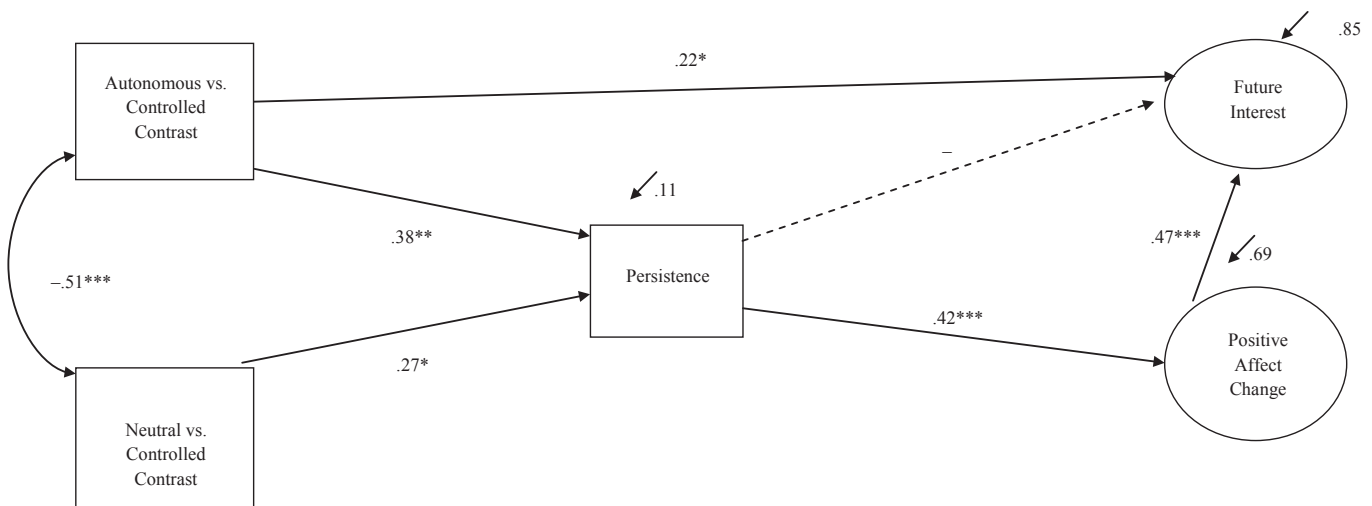 .85
.22*
Autonomous vs.
Controlled
Contrast
Future
Interest
–
.11
.38**
.47***
.69
–.51***
Persistence
.42***
.27*
Positive
Affect
Change
Neutral vs.
Controlled
Contrast